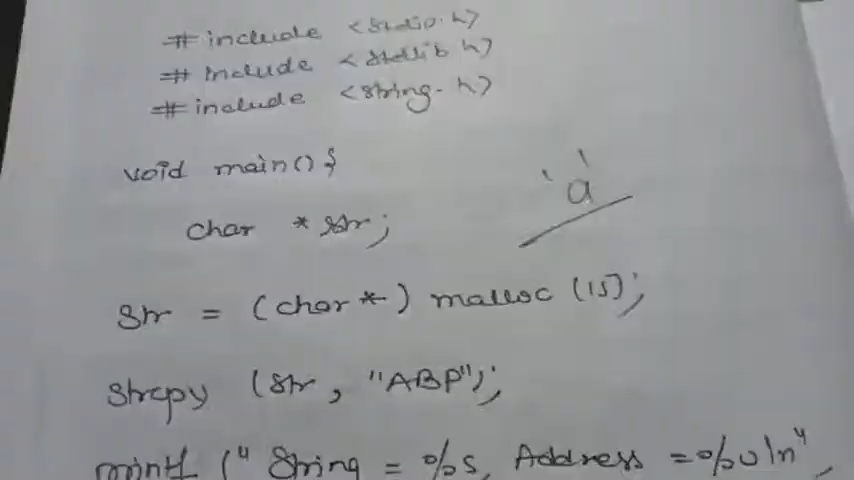 #include <stdio.h>
#include <stdlib.h>
#include <string.h>
void main(){
'a'
char *str;
str = (char*) malloc (15);
strcpy (str, "ABP");
printf (" String = %s, Address = %u\n",